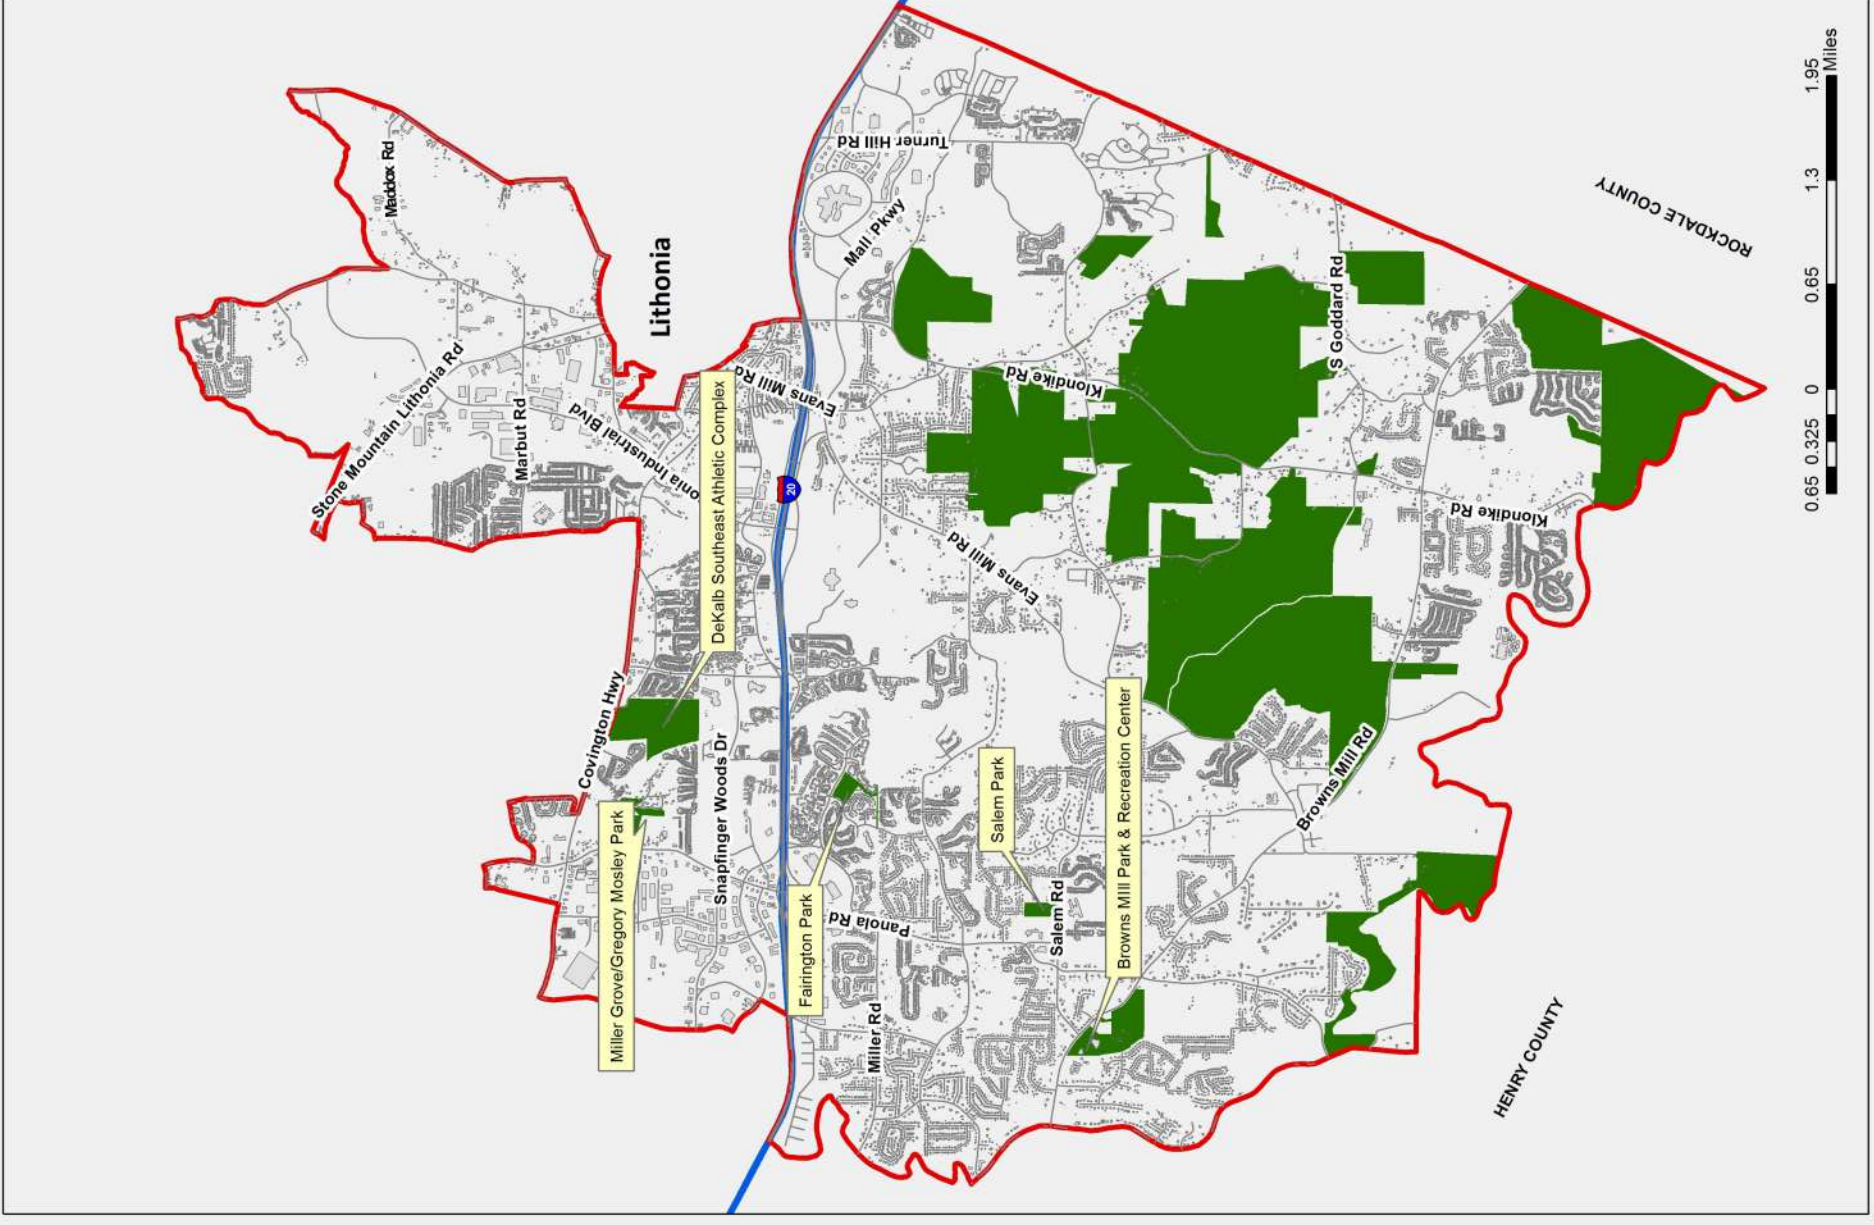 Stone Mountain Lithonia Rd
Maddox Rd
Marbut Rd
Covington Hwy
Miller Grove/Gregory Mosley Park
onia Industrial Blvd
Lithonia
DeKalb Southeast Athletic Complex
Snapfinger Woods Dr
Evans Mill Rd
20
Fairington Park
Panola Rd
Miller Rd
Mall Pkwy
Turner Hill Rd
Evans Mill Rd
Salem Park
Klondike Rd
Salem Rd
Browns MIll Park & Recreation Center
Browns Mill Rd
S Goddard Rd
Klondike Rd
HENRY COUNTY
ROCKDALE COUNTY
0.65 0.325 0 0.65 1.3 1.95
Miles